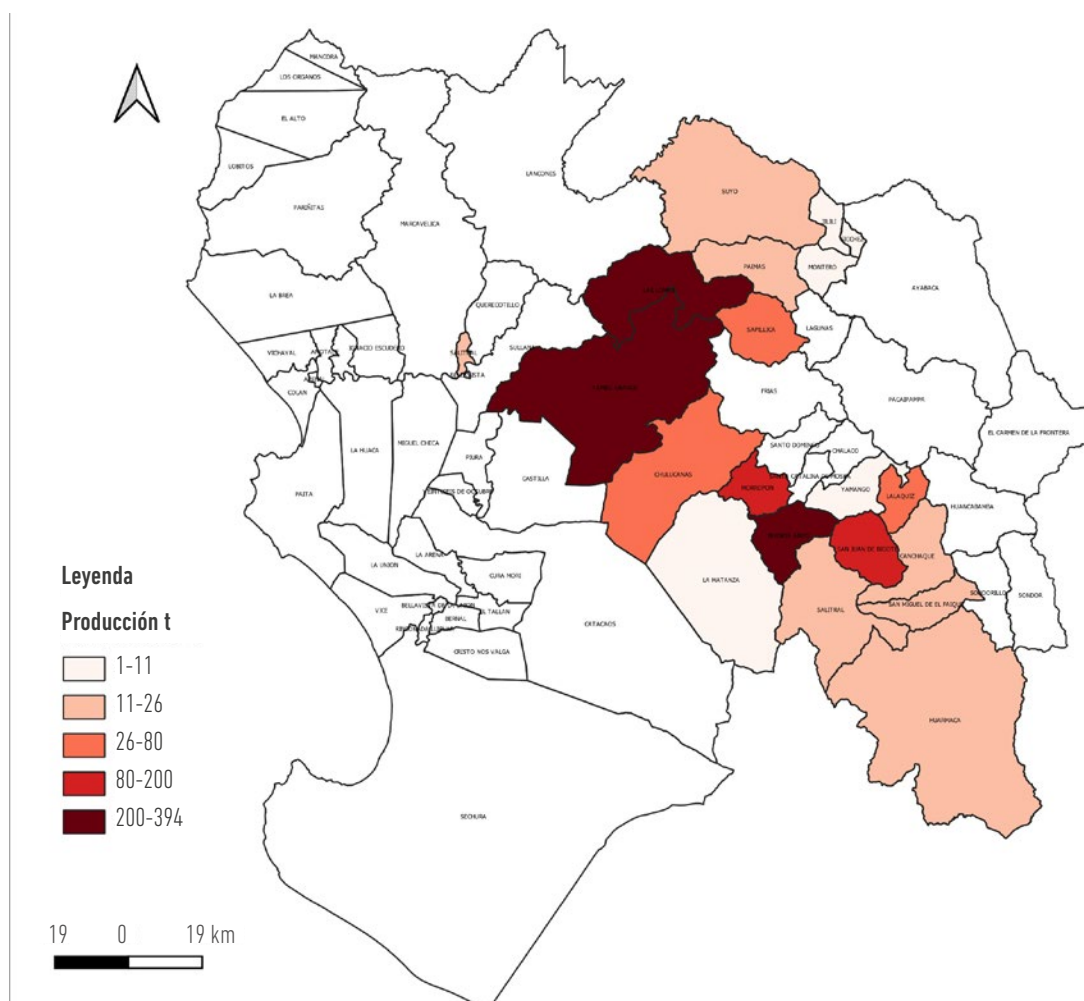 MANCORA
LOS ORGANOS
EL ALTO
LOBITOS
PARIÑAS
LANCONES
MARCAVELICA
SUYO
MONTERO
PAIMAS
AYABACA
LA BREA
QUERECOTILLO
SAPILLICA
LAGUNAS
IGNACIO ESCUDERO
VICHAYAL
SULLANA
COLAN
FRIAS
PACAIPAMPA
EL CARMEN DE LA FRONTERA
LA HUACA
MIGUEL CHECA
PIURA
SANTO DOMINGO
CHALACO
CASTILLA
CHULUCANAS
MORROPON
YAMANGO
LALAQUIZ
PAITA
HUANCABAMBA
SAN JUAN DE BIGOTE
CANCHAQUE
LA ARENA
LA UNION
CURA MORI
LA MATANZA
SALITRAL
SAN MIGUEL DE EL FAIQUE
SONDORILLO
SONDOR
VICE
EL TALLAN
BERNAL
CATACAOS
CRISTO NOS VALGA
HUARMACA
SECHURA
Leyenda
Producción t
1-11
11-26
26-80
80-200
200-394
19 0 19 km